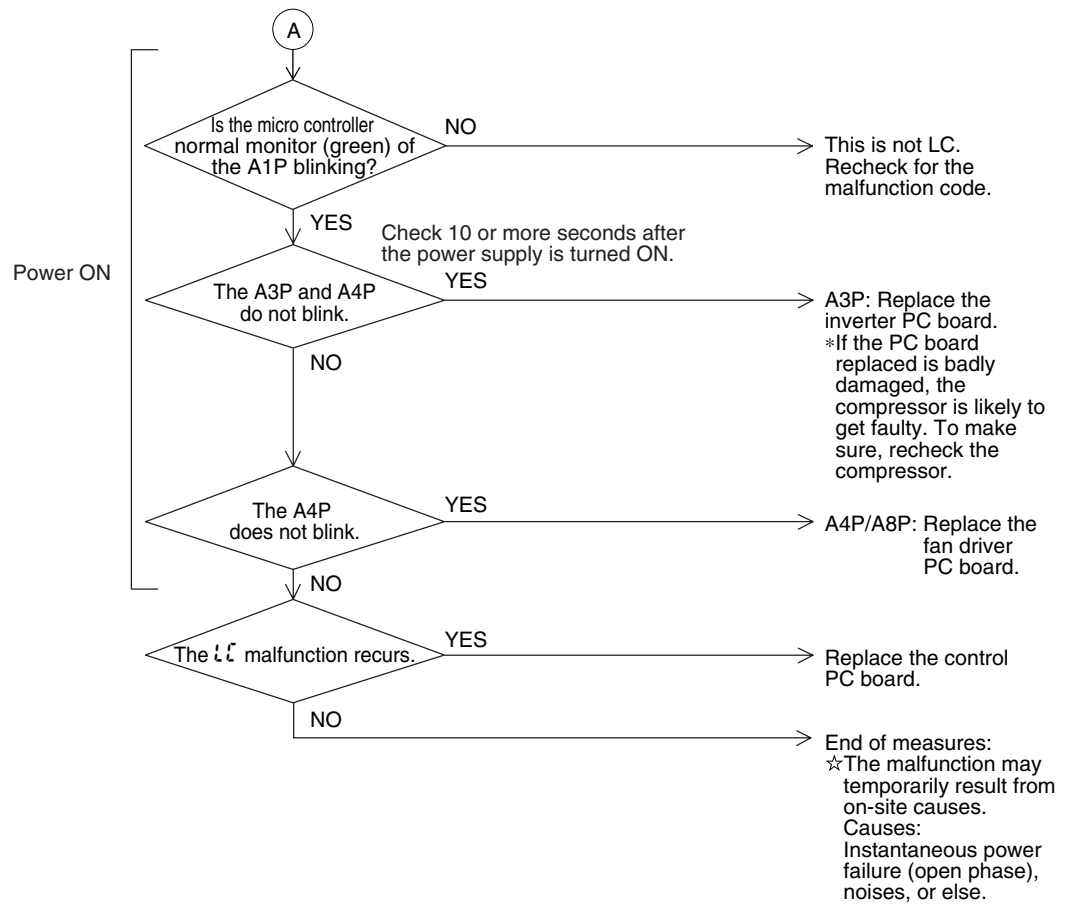 A
Is the micro controller
normal monitor (green) of
the A1P blinking?
NO
This is not LC.
Recheck for the
malfunction code.
YES
Check 10 or more seconds after
the power supply is turned ON.
Power ON
The A3P and A4P
do not blink.
YES
A3P: Replace the
inverter PC board.
*If the PC board
replaced is badly
damaged, the
compressor is likely to
get faulty. To make
sure, recheck the
compressor.
NO
The A4P
does not blink.
YES
A4P/A8P: Replace the
fan driver
PC board.
NO
The LC malfunction recurs.
YES
Replace the control
PC board.
NO
End of measures:
☆The malfunction may
temporarily result from
on-site causes.
Causes:
Instantaneous power
failure (open phase),
noises, or else.